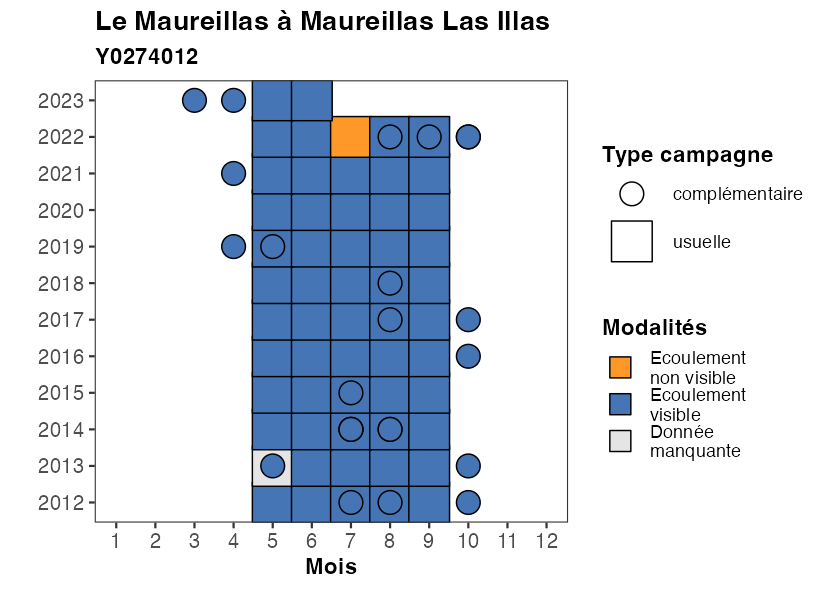 Le Maureillas à Maureillas Las Illas
Y0274012
2023
2022
2021
2020
2019
2018
2017
2016
2015
2014
2013
2012
1 2 3 4 5 6 7 8 9 10 11 12
Mois
Type campagne
complémentaire
usuelle
Modalités
Ecoulement
non visible
Ecoulement
visible
Donnée
manquante